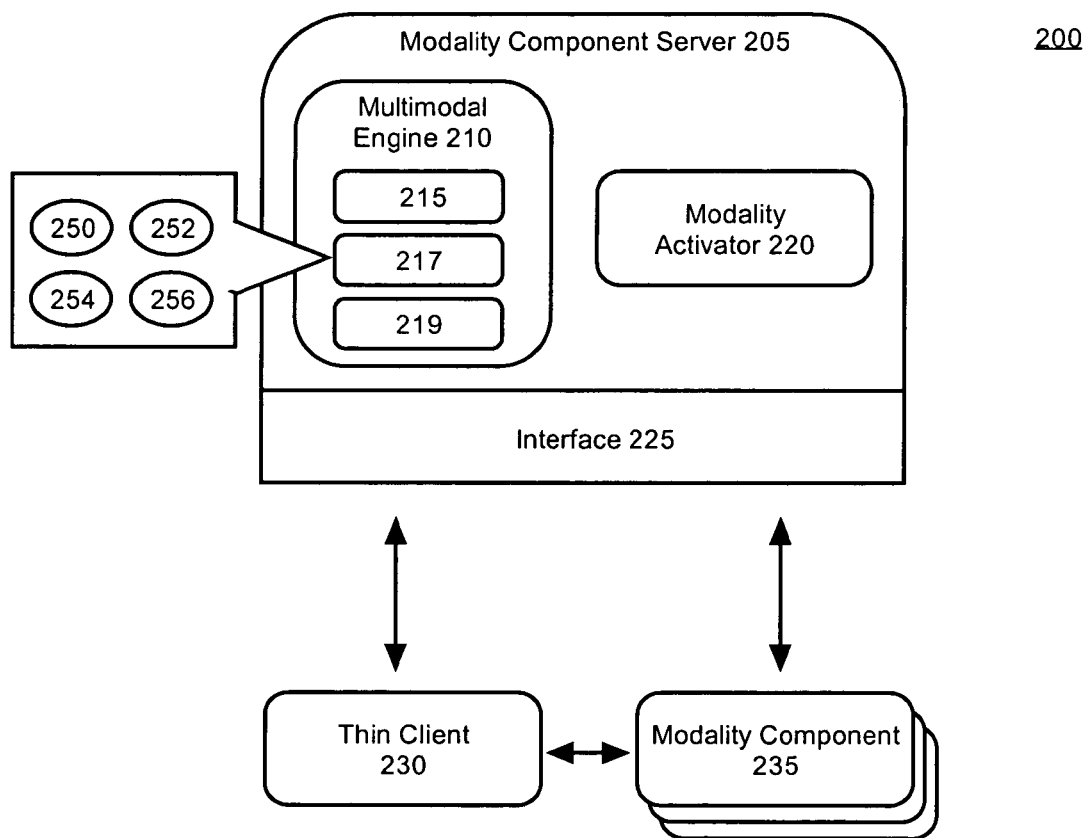 Modality Component Server 205
200
Multimodal
Engine 210
215
217
219
250
252
254
256
Modality
Activator 220
Interface 225
Thin Client
230
Modality Component
235